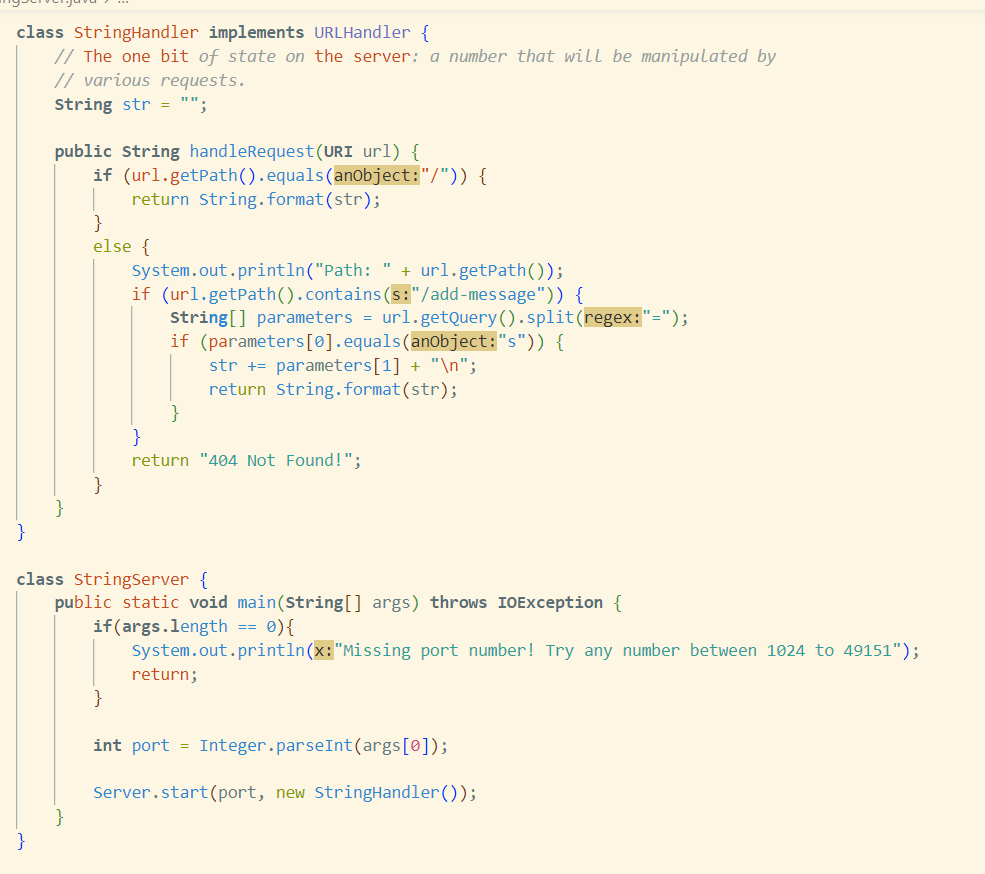 ngServer.java > ...
class StringHandler implements URLHandler {
    // The one bit of state on the server: a number that will be manipulated by
    // various requests.
    String str = "";

    public String handleRequest(URI url) {
        if (url.getPath().equals(anObject:"/")) {
            return String.format(str);
        }
        else {
            System.out.println("Path: " + url.getPath());
            if (url.getPath().contains(s:"/add-message")) {
                String[] parameters = url.getQuery().split(regex:"=");
                if (parameters[0].equals(anObject:"s")) {
                    str += parameters[1] + "\n";
                    return String.format(str);
                }
            }
            return "404 Not Found!";
        }
    }
}

class StringServer {
    public static void main(String[] args) throws IOException {
        if(args.length == 0){
            System.out.println(x:"Missing port number! Try any number between 1024 to 49151");
            return;
        }

        int port = Integer.parseInt(args[0]);

        Server.start(port, new StringHandler());
    }
}